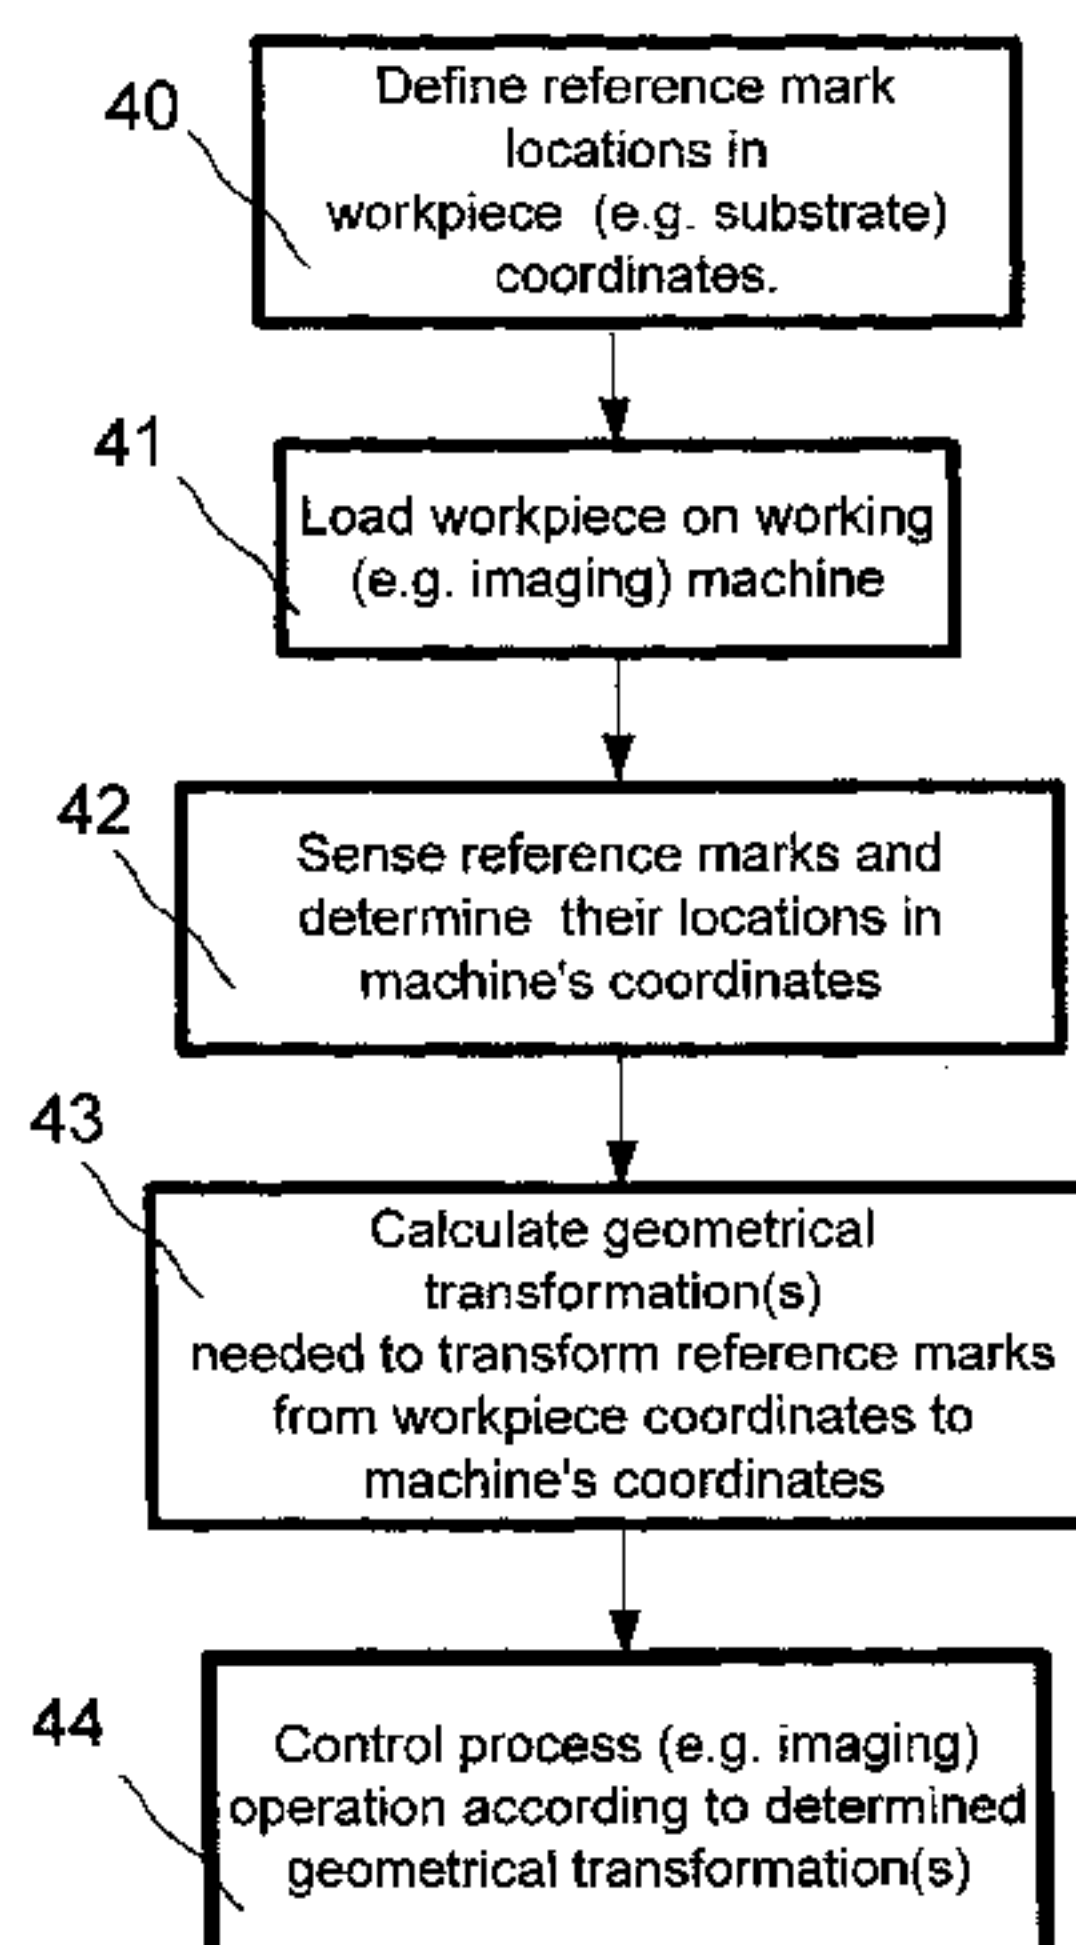 40
Define reference mark
locations in
workpiece (e.g. substrate)
coordinates.
41
Load workpiece on working
(e.g. imaging) machine
42
Sense reference marks and
determine their locations in
machine's coordinates
43
Calculate geometrical
transformation(s)
needed to transform reference marks
from workpiece coordinates to
machine's coordinates
44
Control process (e.g. imaging)
operation according to determined
geometrical transformation(s)